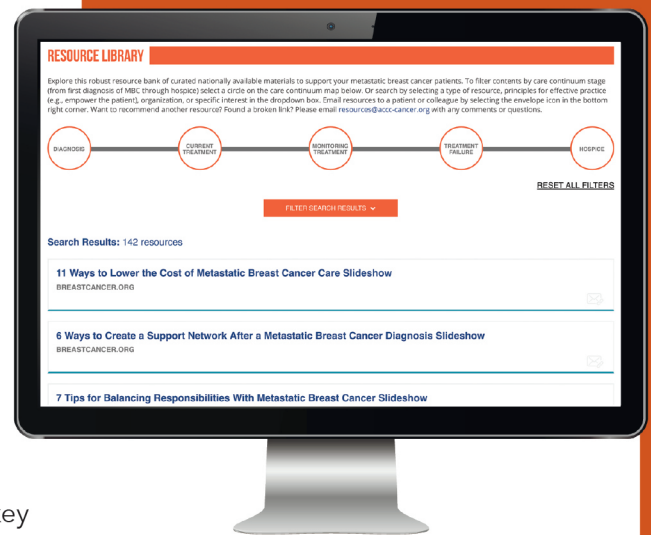 RESOURCE LIBRARY
Explore this robust resource bank of curated nationally available materials to support your metastatic breast cancer patients. To filter contents by care continuum stage
(from first diagnosis of MBC through hospice) select a circle on the care continuum map below. Or search by selecting a type of resource, principles for effective practice
(e.g., empower the patient), organization, or specific interest in the dropdown box. Email resources to a patient or colleague by selecting the envelope icon in the bottom
right corner. Want to recommend another resource? Found a broken link? Please email resources@accc-cancer.org with any comments or questions.
DIAGNOSIS
CURRENT
TREATMENT
MONITORING
TREATMENT
TREATMENT
FAILURE
HOSPICE
RESET ALL FILTERS
FILTER SEARCH RESULTS
Search Results: 142 resources
11 Ways to Lower the Cost of Metastatic Breast Cancer Care Slideshow
BREASTCANCER.ORG
6 Ways to Create a Support Network After a Metastatic Breast Cancer Diagnosis Slideshow
BREASTCANCER.ORG
7 Tips for Balancing Responsibilities With Metastatic Breast Cancer Slideshow